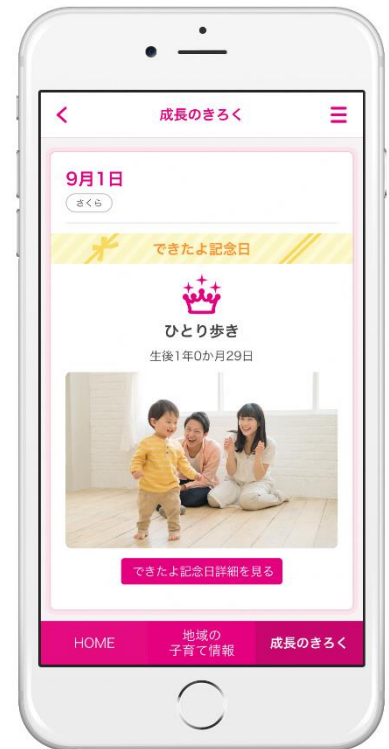 成長のきろく
9月1日
さくら
できたよ記念日
ひとり歩き
生後1年0か月29日
できたよ記念日詳細を見る
HOME
地域の
子育て情報
成長のきろく